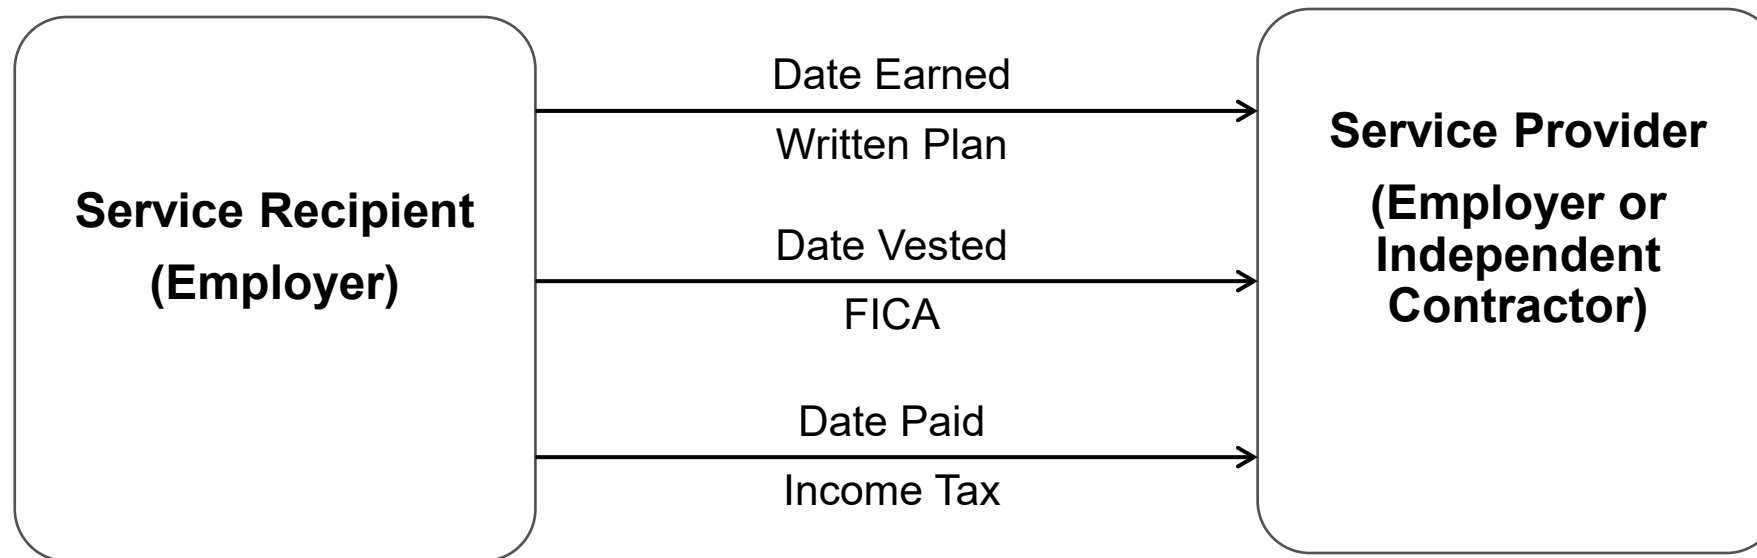 Service Recipient
(Employer)
Date Earned
Written Plan
Date Vested
FICA
Date Paid
Income Tax
Service Provider
(Employer or
Independent
Contractor)